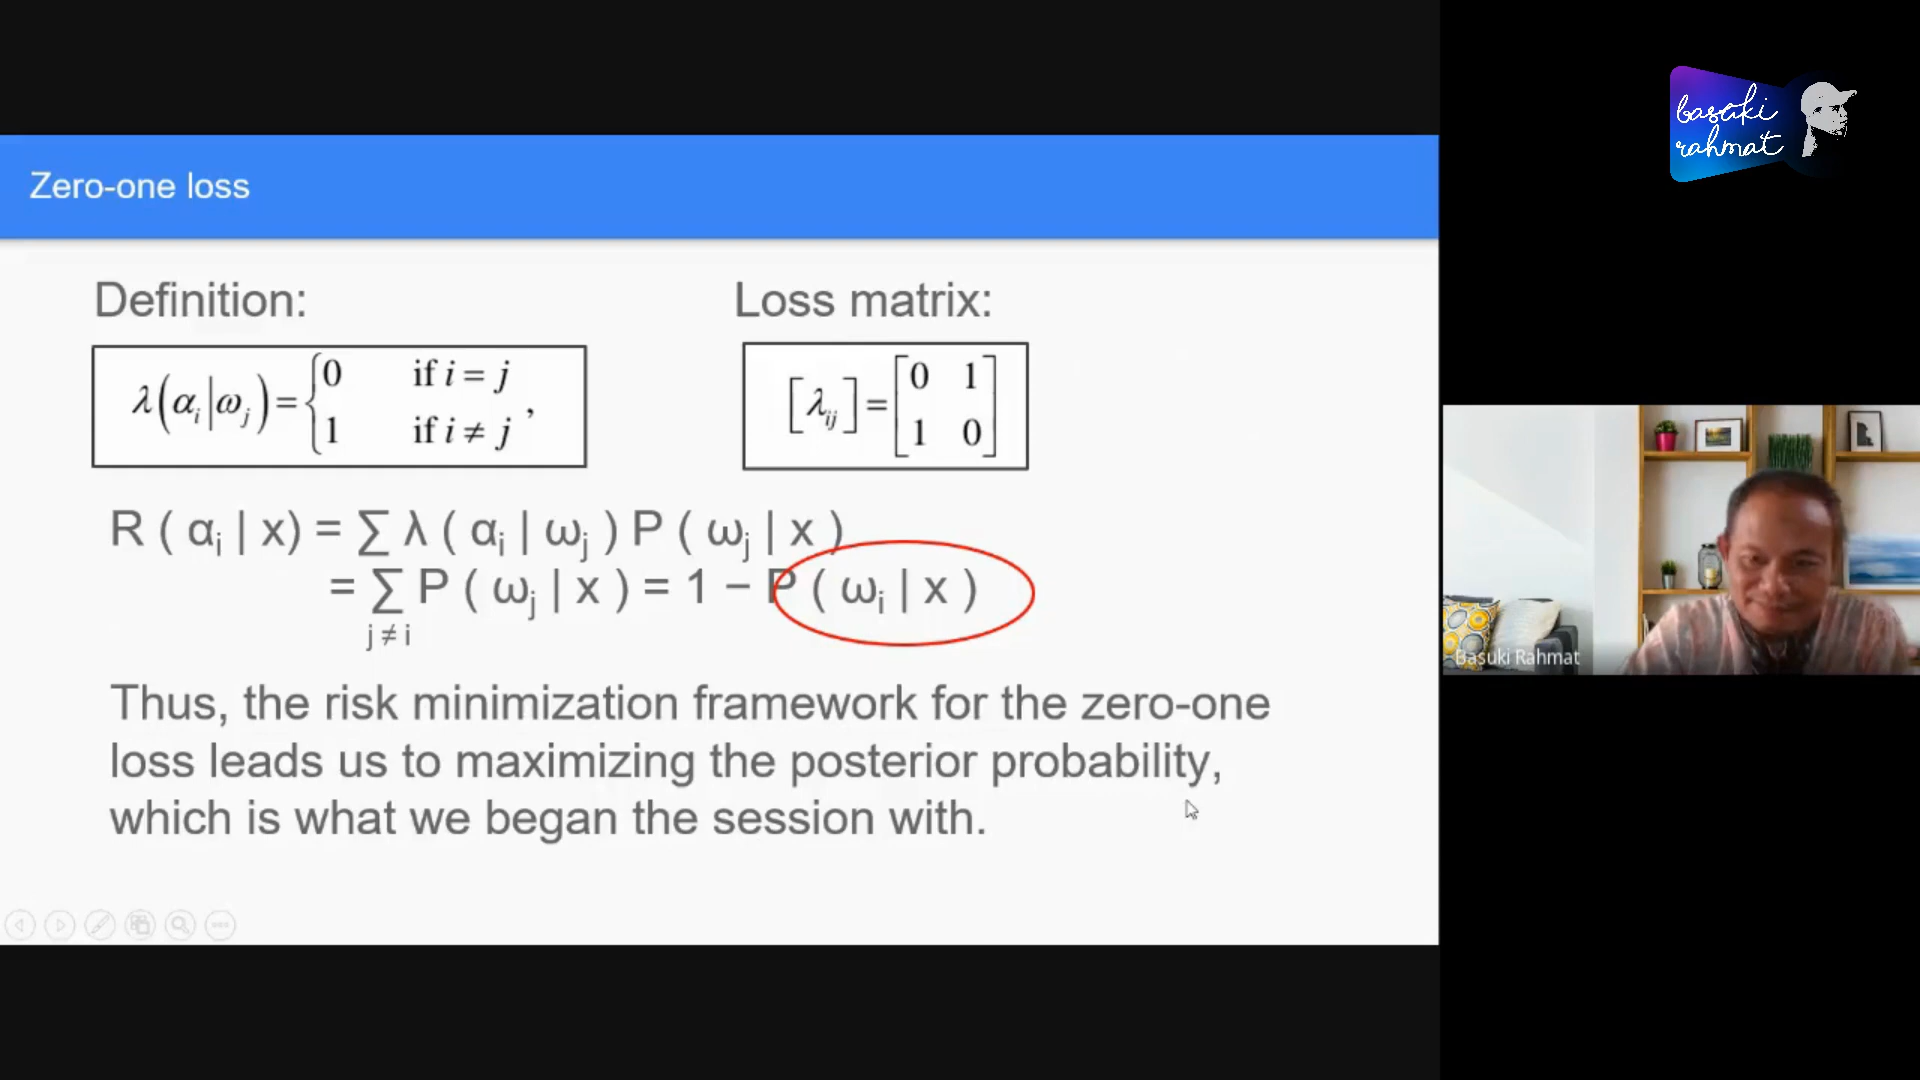 Zero-one loss
Definition: Loss matrix:
λ(αᵢ|ωⱼ) = { 0 if i = j
1 if i ≠ j ,
[λᵢⱼ] = [ 0 1
1 0 ]
R ( αᵢ | x) = ∑ λ ( αᵢ | ωⱼ ) P ( ωⱼ | x )
= ∑ P ( ωⱼ | x ) = 1 − P ( ωᵢ | x )
j ≠ i
Thus, the risk minimization framework for the zero-one
loss leads us to maximizing the posterior probability,
which is what we began the session with.
basuki
rahmat
Basuki Rahmat